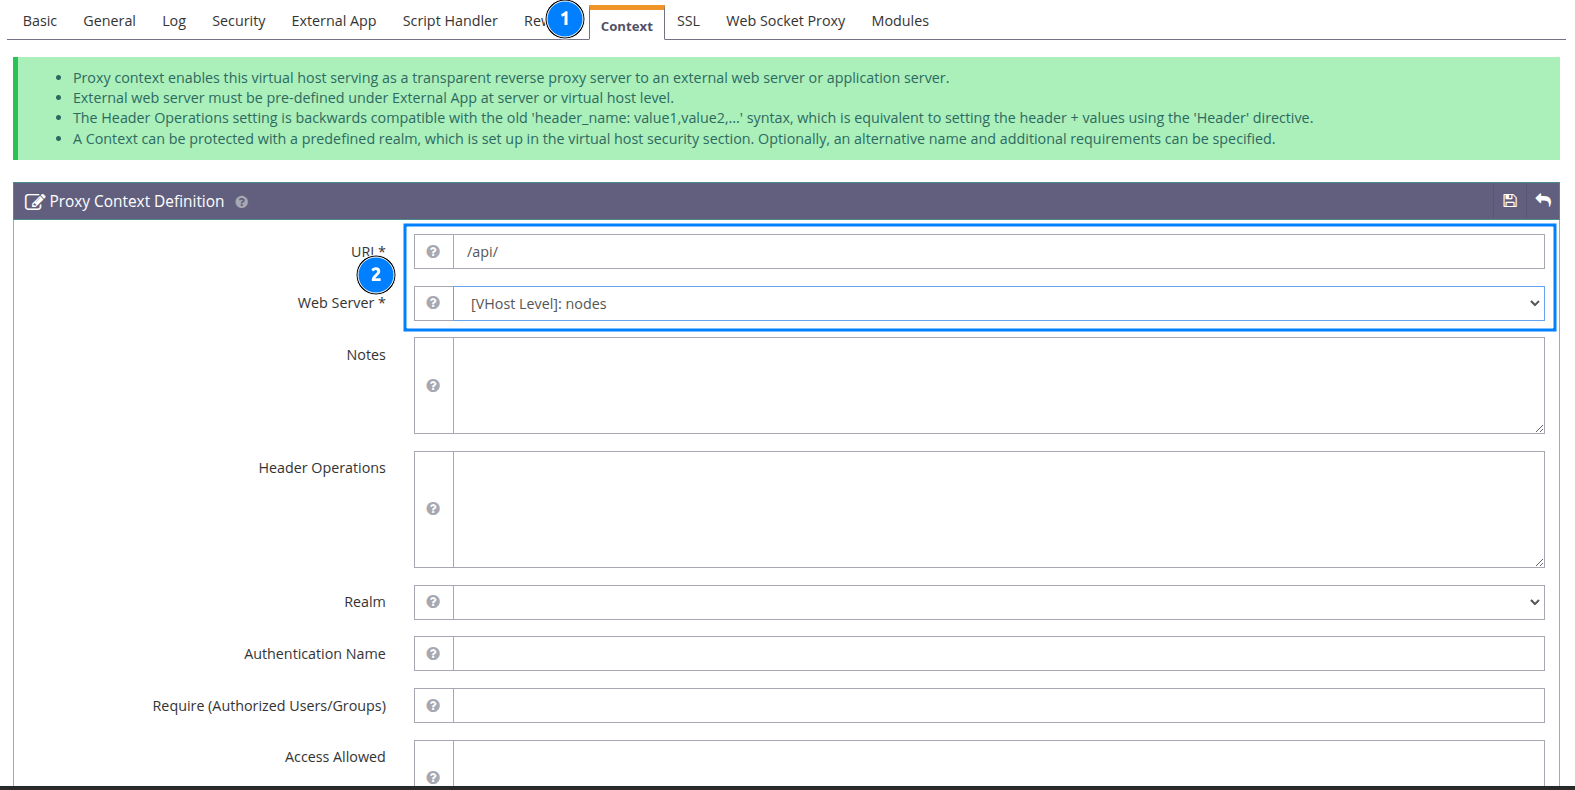 Basic General Log Security External App Script Handler 1 Context SSL Web Socket Proxy Modules
Proxy context enables this virtual host serving as a transparent reverse proxy server to an external web server or application server.
External web server must be pre-defined under External App at server or virtual host level.
The Header Operations setting is backwards compatible with the old 'header_name: value1,value2,...' syntax, which is equivalent to setting the header + values using the 'Header' directive.
A Context can be protected with a predefined realm, which is set up in the virtual host security section. Optionally, an alternative name and additional requirements can be specified.
Proxy Context Definition
URI * /api/
2
Web Server * [VHost Level]: nodes
Notes
Header Operations
Realm
Authentication Name
Require (Authorized Users/Groups)
Access Allowed